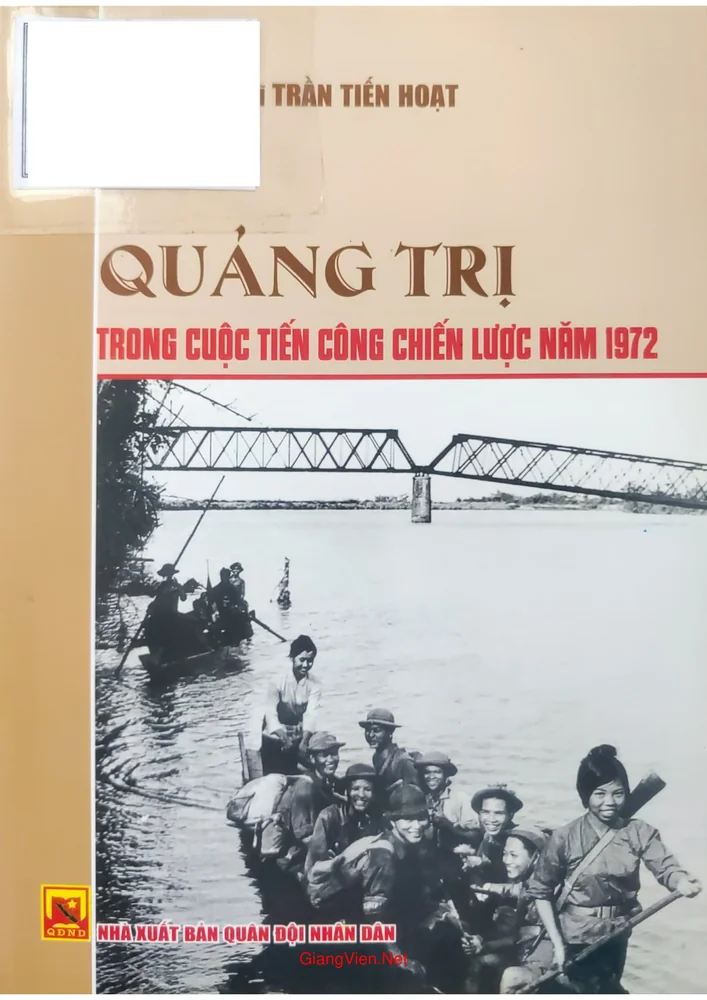 TRẦN TIẾN HOẠT
QUẢNG TRỊ
TRONG CUỘC TIẾN CÔNG CHIẾN LƯỢC NĂM 1972
QĐND
NHÀ XUẤT BẢN QUÂN ĐỘI NHÂN DÂN
GiangVien.Net